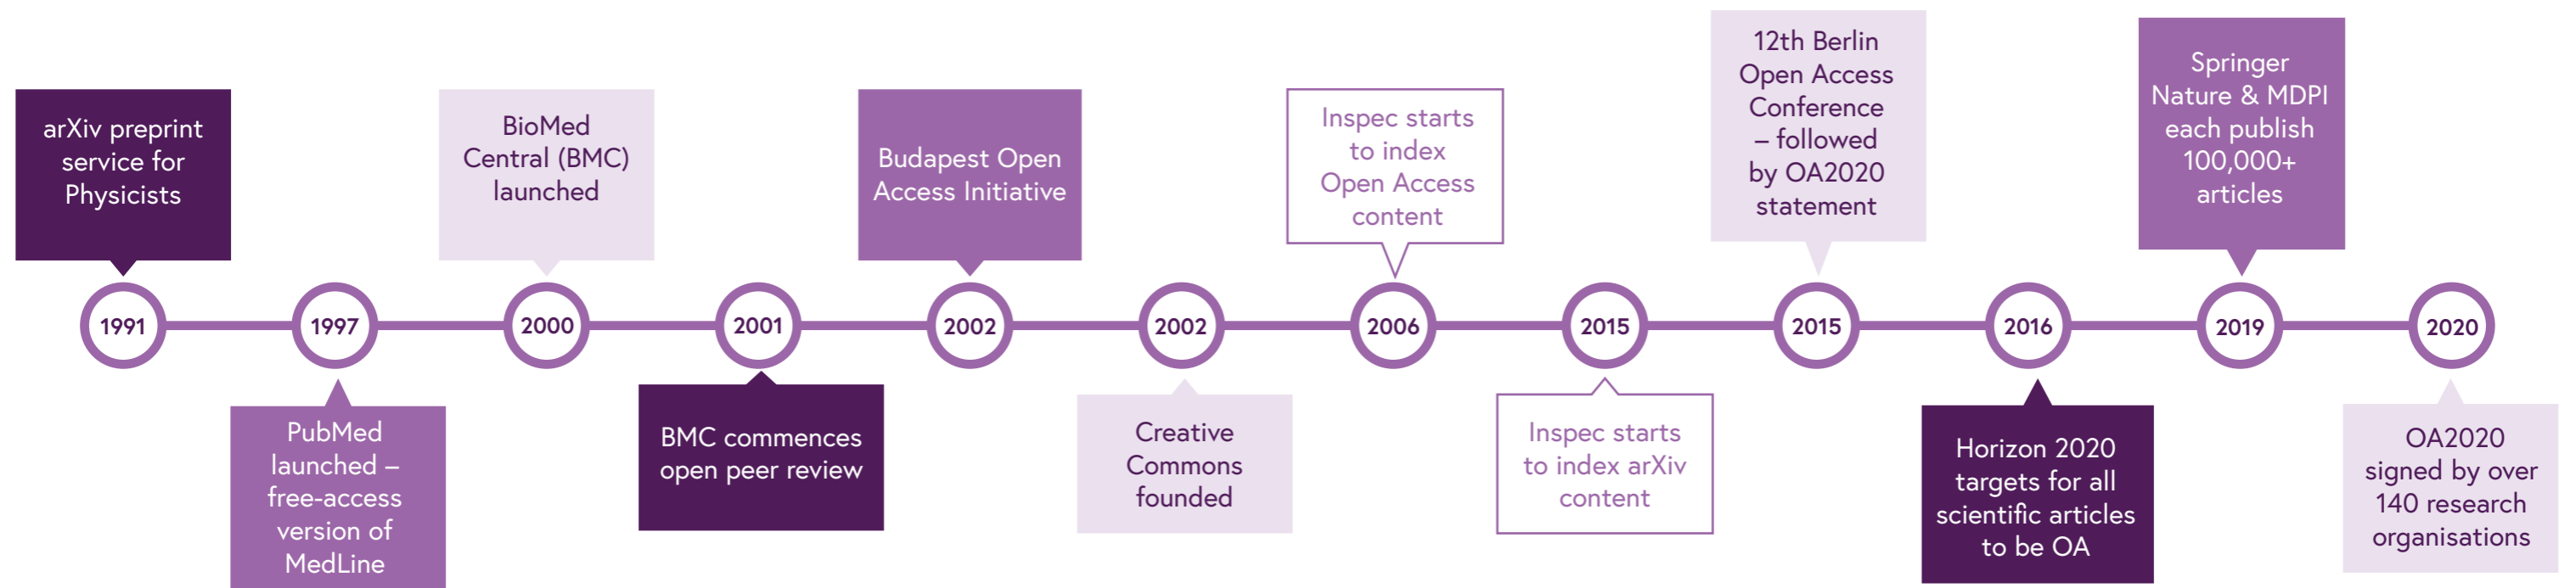 arXiv preprint
service for
Physicists
1991
1997
PubMed
launched –
free-access
version of
MedLine
BioMed
Central (BMC)
launched
2000
2001
BMC commences
open peer review
Budapest Open
Access Initiative
2002
2002
Creative
Commons
founded
Inspec starts
to index
Open Access
content
2006
2015
Inspec starts
to index arXiv
content
12th Berlin
Open Access
Conference
– followed
by OA2020
statement
2015
2016
Horizon 2020
targets for all
scientific articles
to be OA
Springer
Nature & MDPI
each publish
100,000+
articles
2019
2020
OA2020
signed by over
140 research
organisations